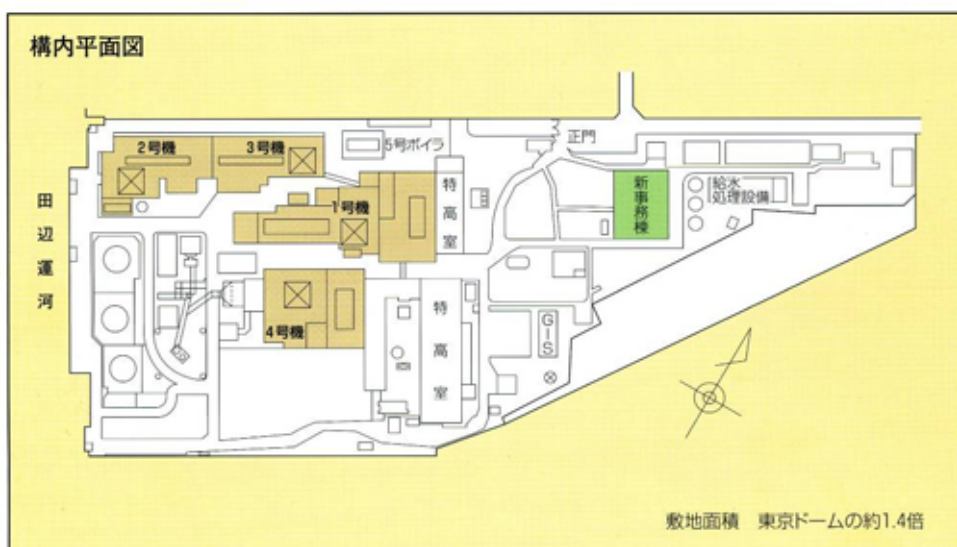 構内平面図
2号機
3号機
5号ボイラ
正門
特高室
新事務棟
給水
処理設備
1号機
田辺運河
4号機
特高室
GIS
敷地面積 東京ドームの約1.4倍